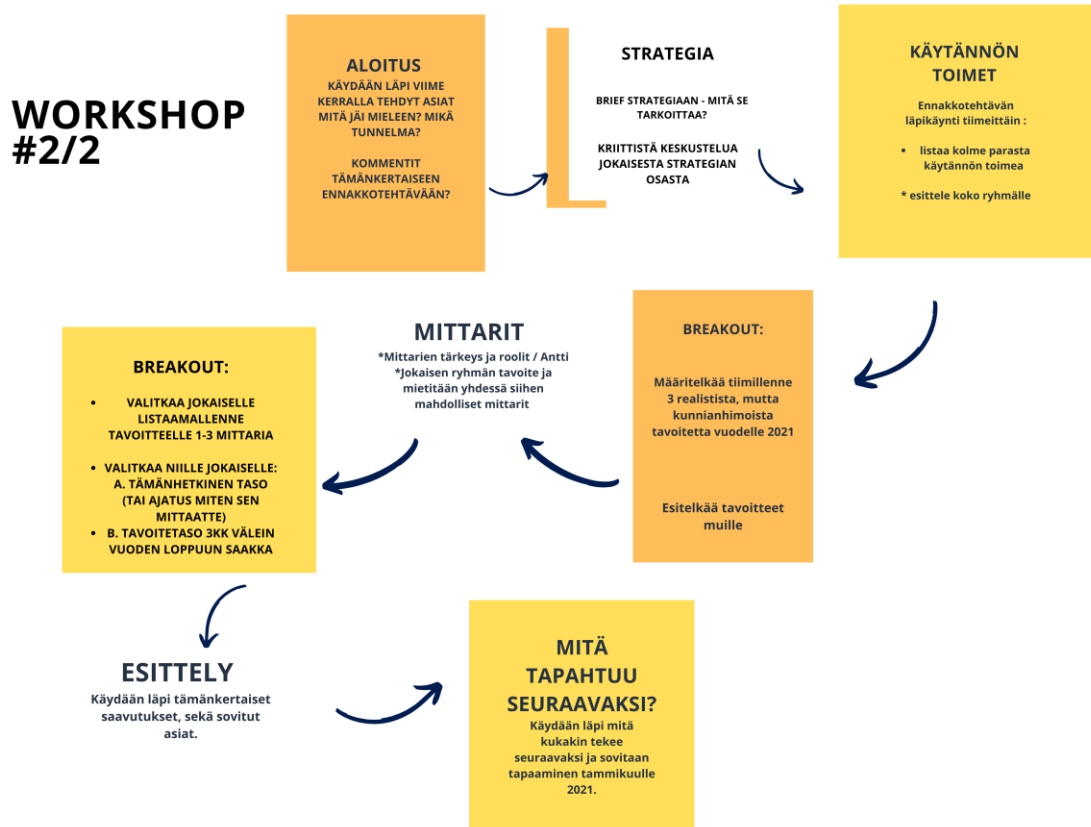 WORKSHOP
#2/2
ALOITUS
KÄYDÄÄN LÄPI VIIME
KERRALLA TEHDYT ASIAT
MITÄ JÄI MIELEEN? MIKÄ
TUNNELMA?
KOMMENTIT
TÄMÄNKERTAISEEN
ENNAKKOTEHTÄVÄÄN?
STRATEGIA
BRIEF STRATEGIAAN - MITÄ SE
TARKOITTAA?
KRIITTISTÄ KESKUSTELUA
JOKAISESTA STRATEGIAN
OSASTA
KÄYTÄNNÖN
TOIMET
Ennakkotehtävän
läpikäynti tiimeittäin :
• listaa kolme parasta
käytännön toimea
* esittele koko ryhmälle
BREAKOUT:
Määritelkää tiimillenne
3 realistista, mutta
kunnianhimoista
tavoitetta vuodelle 2021
Esitelkää tavoitteet
muille
MITTARIT
*Mittarien tärkeys ja roolit / Antti
*Jokaisen ryhmän tavoite ja
mietitään yhdessä siihen
mahdolliset mittarit
BREAKOUT:
• VALITKAA JOKAISELLE
LISTAAMALLENNE
TAVOITTEELLE 1-3 MITTARIA
• VALITKAA NIILLE JOKAISELLE:
A. TÄMÄNHETKINEN TASO
(TAI AJATUS MITEN SEN
MITTAATTE)
• B. TAVOITETASO 3KK VÄLEIN
VUODEN LOPPUUN SAAKKA
ESITTELY
Käydään läpi tämänkertaiset
saavutukset, sekä sovitut
asiat.
MITÄ
TAPAHTUU
SEURAAVAKSI?
Käydään läpi mitä
kukakin tekee
seuraavaksi ja sovitaan
tapaaminen tammikuulle
2021.